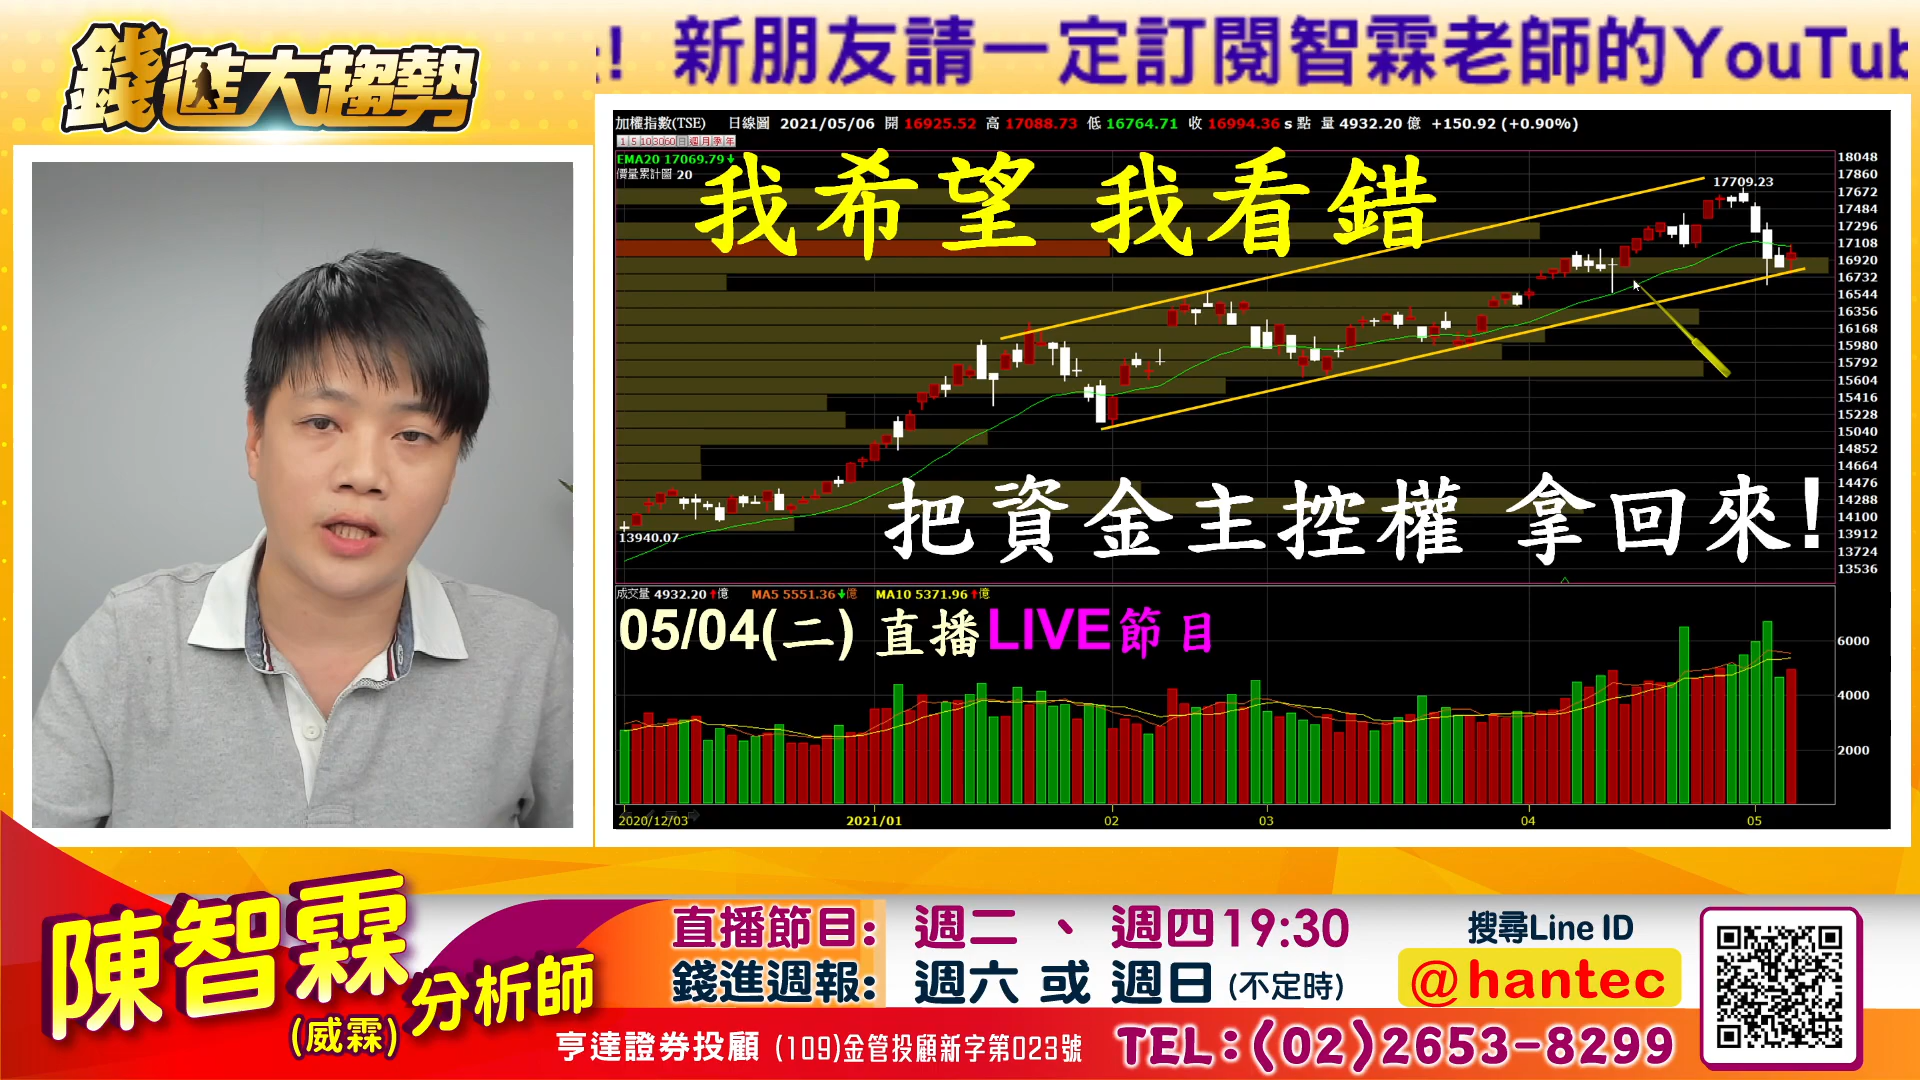 錢進大趨勢
! 新朋友請一定訂閱智霖老師的YouTub
加權指數(TSE) 日線圖 2021/05/06 開 16925.52 高 17088.73 低 16764.71 收 16994.36 s 點 量 4932.20 億 +150.92 (+0.90%)
1 5 10 30 60 日 週 月 季 年
EMA20 17069.79↓
價量累計圖 20
我希望 我看錯
17709.23
18048
17860
17672
17484
17296
17108
16920
16732
16544
16356
16168
15980
15792
15604
15416
15228
15040
14852
14664
14476
14288
14100
13912
13724
13536
把資金主控權 拿回來!
13940.07
成交量 4932.20↑億 MA5 5551.36↓億 MA10 5371.96↑億
05/04(二) 直播LIVE節目
6000
4000
2000
2020/12/03 2021/01 02 03 04 05
陳智霖分析師
(威霖)
直播節目: 週二 、 週四19:30
錢進週報: 週六 或 週日 (不定時)
搜尋Line ID
@hantec
亨達證券投顧 (109)金管投顧新字第023號 TEL:(02)2653-8299